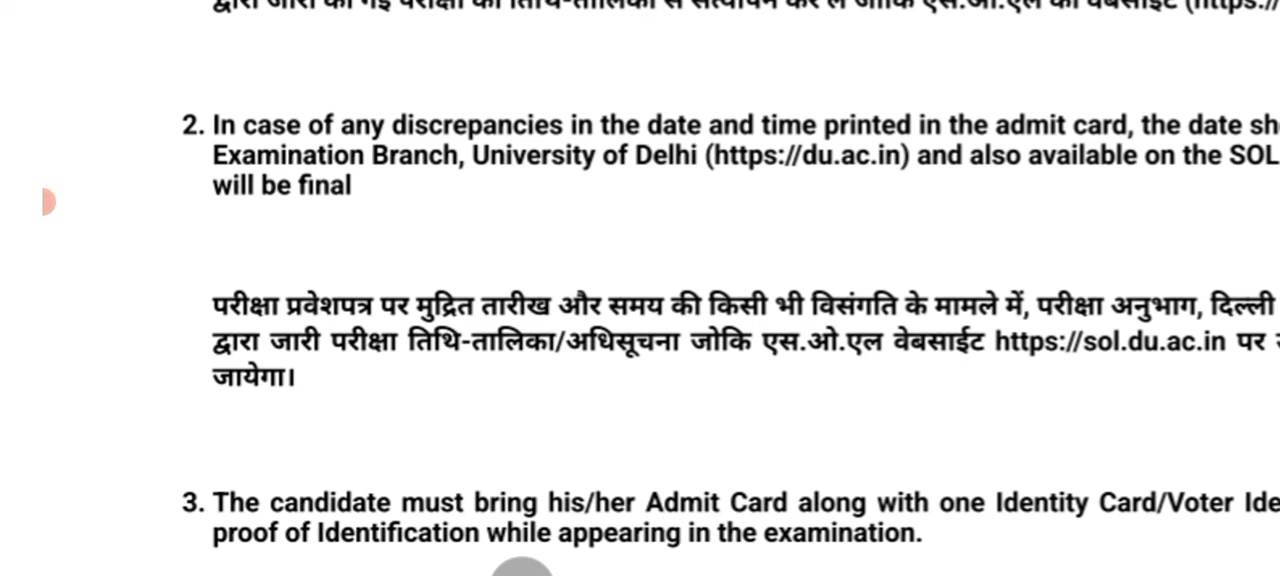 2. In case of any discrepancies in the date and time printed in the admit card, the date
Examination Branch, University of Delhi (https://du.ac.in) and also available on the SOL
will be final
परीक्षा प्रवेशपत्र पर मुद्रित तारीख और समय की किसी भी विसंगति के मामले में, परीक्षा अनुभाग, दिल्ली
द्वारा जारी परीक्षा तिथि-तालिका/अधिसूचना जोकि एस.ओ.एल वेबसाईट https://sol.du.ac.in पर
जायेगा।
3. The candidate must bring his/her Admit Card along with one Identity Card/Voter
proof of Identification while appearing in the examination.